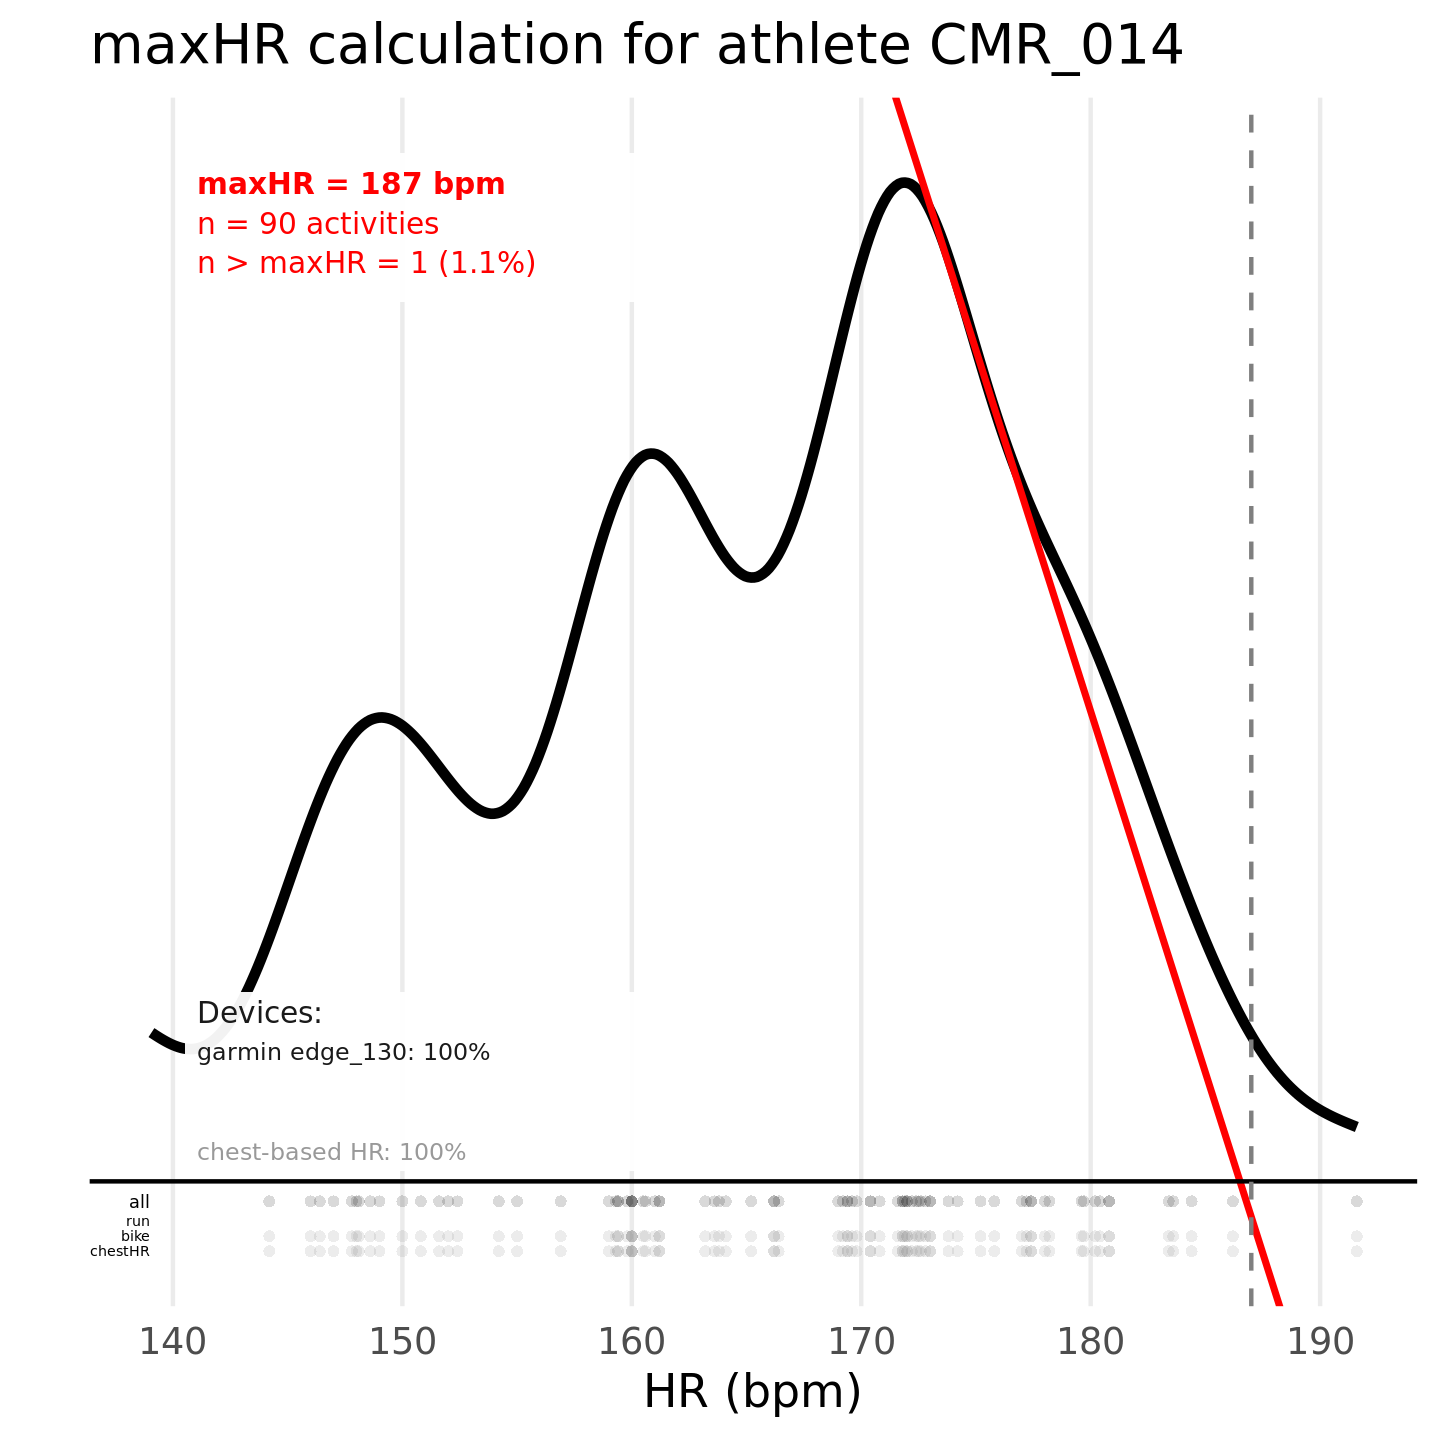 maxHR calculation for athlete CMR_014
maxHR = 187 bpm
n = 90 activities
n > maxHR = 1 (1.1%)
Devices:
garmin edge_130: 100%
chest-based HR: 100%
all
run
bike
chestHR
140 150 160 170 180 190
HR (bpm)